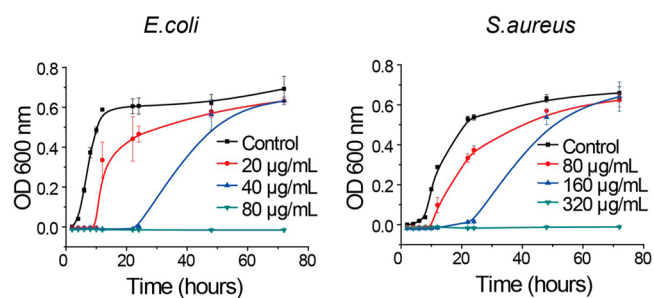 E.coli
OD 600 nm
0.8
0.6
0.4
0.2
0.0
0
20
40
60
80
Time (hours)
Control
20 µg/mL
40 µg/mL
80 µg/mL
S.aureus
OD 600 nm
0.8
0.6
0.4
0.2
0.0
0
20
40
60
80
Time (hours)
Control
80 µg/mL
160 µg/mL
320 µg/mL